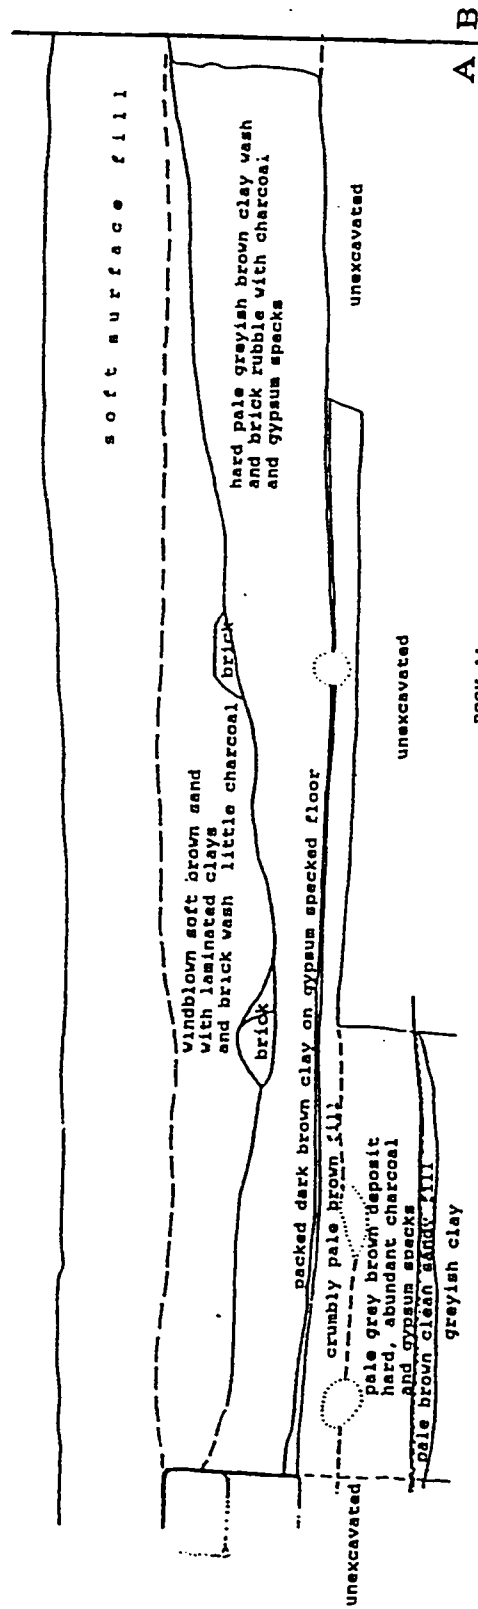 soft surface fill
windblown soft brown sand
with laminated clays
and brick wash little charcoal
brick
brick
hard pale greyish brown clay wash
and brick rubble with charcoal
and gypsum specks
packed dark brown clay on gypsum specked floor
crumbly pale brown fill
pale grey brown deposit
hard, abundant charcoal
and gypsum specks
pale brown clean sandy fill
greyish clay
unexcavated
unexcavated
unexcavated
A B